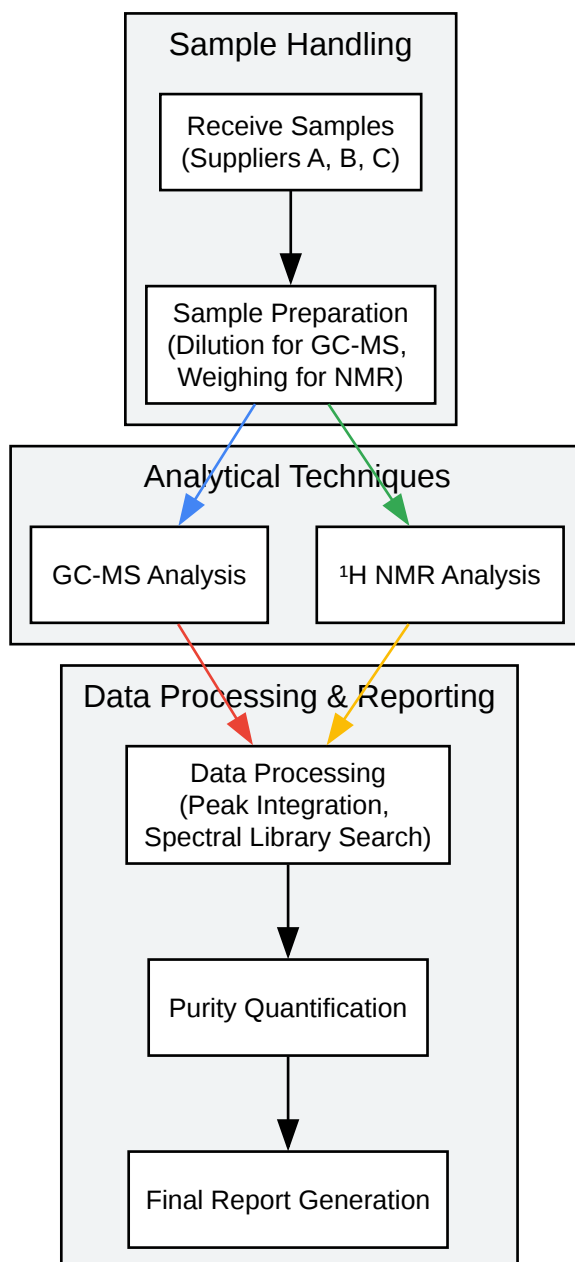 Sample Handling
Receive Samples
(Suppliers A, B, C)
Sample Preparation
(Dilution for GC-MS,
Weighing for NMR)
Analytical Techniques
GC-MS Analysis
¹H NMR Analysis
Data Processing & Reporting
Data Processing
(Peak Integration,
Spectral Library Search)
Purity Quantification
Final Report Generation